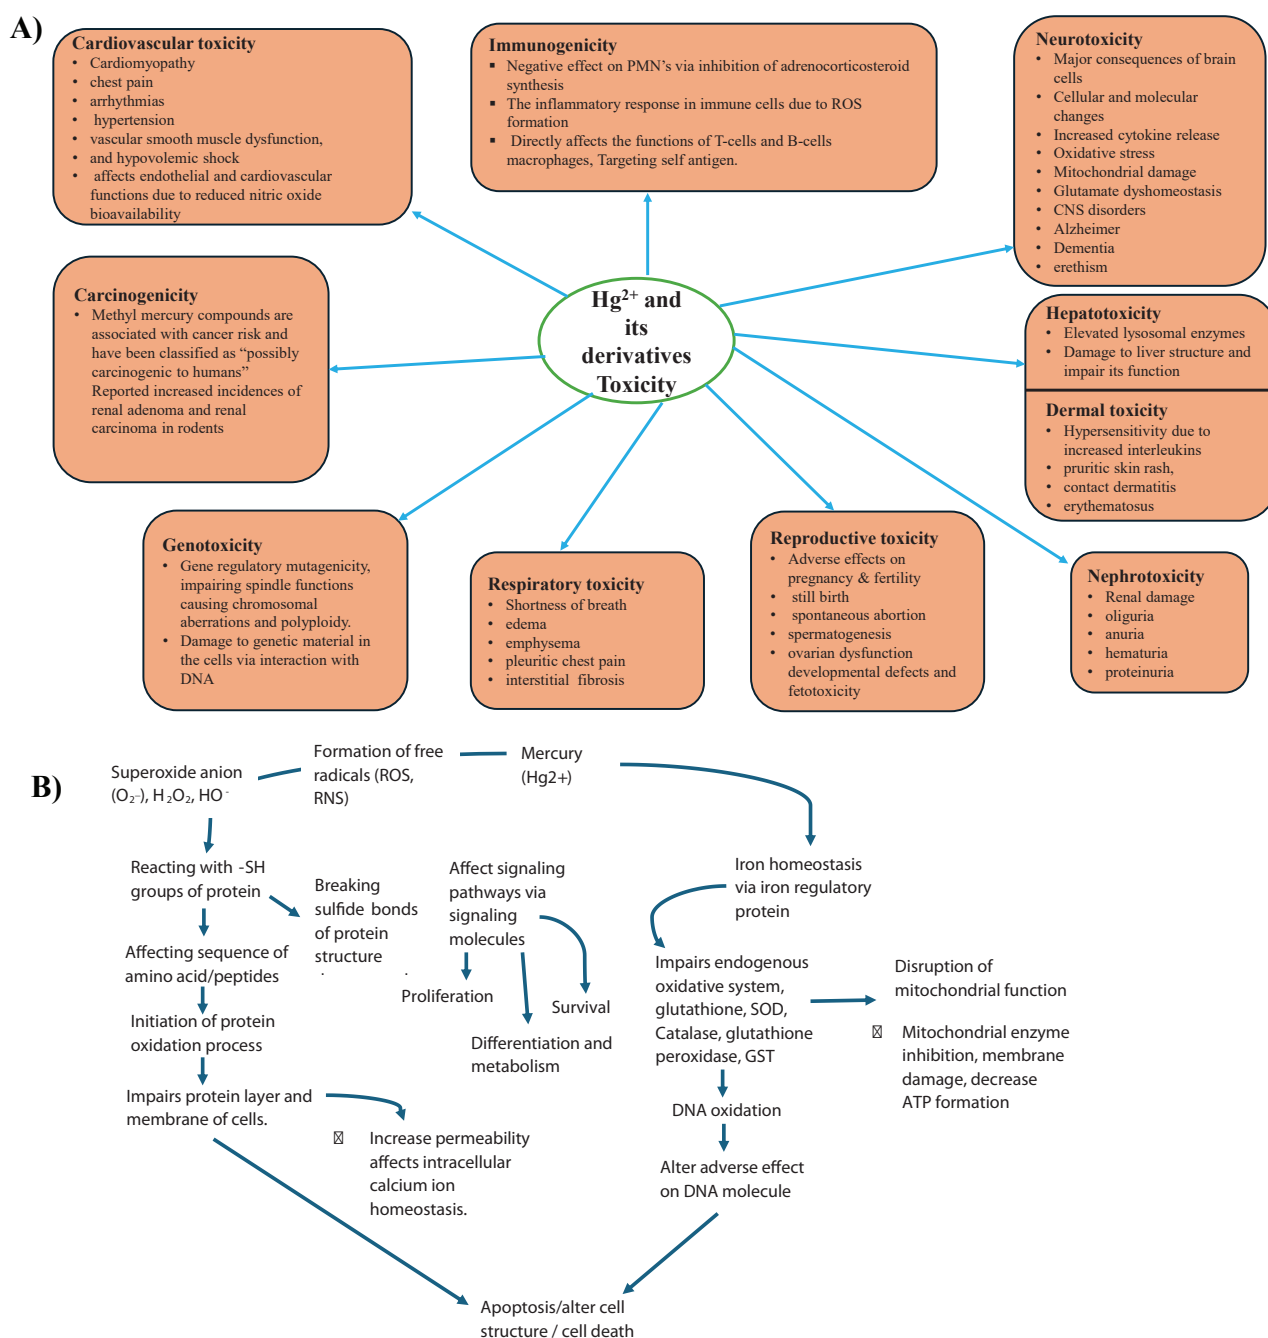 A)
Cardiovascular toxicity
• Cardiomyopathy
• chest pain
• arrhythmias
• hypertension
• vascular smooth muscle dysfunction,
• and hypovolemic shock
• affects endelial and cardiovascular
functions due to reduced nitric oxide
bioavailability
Immunogenicity
▪ Negative effect on PMN's via inhibition of adrenocorticosteroid
synthesis
▪ The inflammatory response in immune cells due to ROS
formation
▪ Directly affects the functions of T-cells and B-cells
macrophages, Targeting self antigen.
Neurotoxicity
• Major consequences of brain
cells
• Cellular and molecular
changes
• Increased cytokine release
• Oxidative stress
• Mitochondrial damage
• Glutamate dyshomeostasis
• CNS disorders
• Alzheimer
• Dementia
• erethism
Carcinogenicity
• Methyl mercury compounds are
associated with cancer risk and
have been classified as “possibly
carcinogenic to humans”
Reported increased incidences of
renal adenoma and renal
carcinoma in rodents
Hg²⁺ and
its
derivatives
Toxicity
Hepatotoxicity
• Elevated lysosomal enzymes
• Damage to liver structure and
impair its function
Dermal toxicity
• Hypersensitivity due to
increased interleukins
• pruritic skin rash,
• contact dermatitis
• erythematosus
Genotoxicity
• Gene regulatory mutagenicity,
impairing spindle functions
causing chromosomal
aberrations and polyploidy.
• Damage to genetic material in
the cells via interaction with
DNA
Respiratory toxicity
• Shortness of breath
• edema
• emphysema
• pleuritic chest pain
• interstitial fibrosis
Reproductive toxicity
• Adverse effects on
pregnancy & fertility
• still birth
• spontaneous abortion
• spermatogenesis
• ovarian dysfunction
developmental defects and
fetotoxicity
Nephrotoxicity
• Renal damage
• oliguria
• anuria
• hematuria
• proteinuria
B)
Superoxide anion
(O₂⁻), H₂O₂, HO⁻
Formation of free
radicals (ROS,
RNS)
Mercury
(Hg2+)
Reacting with -SH
groups of protein
Breaking
sulfide bonds
of protein
structure
Affect signaling
pathways via
signaling
molecules
Iron homeostasis
via iron regulatory
protein
Affecting sequence of
amino acid/peptides
Proliferation
Survival
Differentiation and
metabolism
Impairs endogenous
oxidative system,
glutathione, SOD,
Catalase, glutathione
peroxidase, GST
Disruption of
mitochondrial function
Mitochondrial enzyme
inhibition, membrane
damage, decrease
ATP formation
Initiation of protein
oxidation process
Impairs protein layer and
membrane of cells.
Increase permeability
affects intracellular
calcium ion
homeostasis.
DNA oxidation
Alter adverse effect
on DNA molecule
Apoptosis/alter cell
structure / cell death